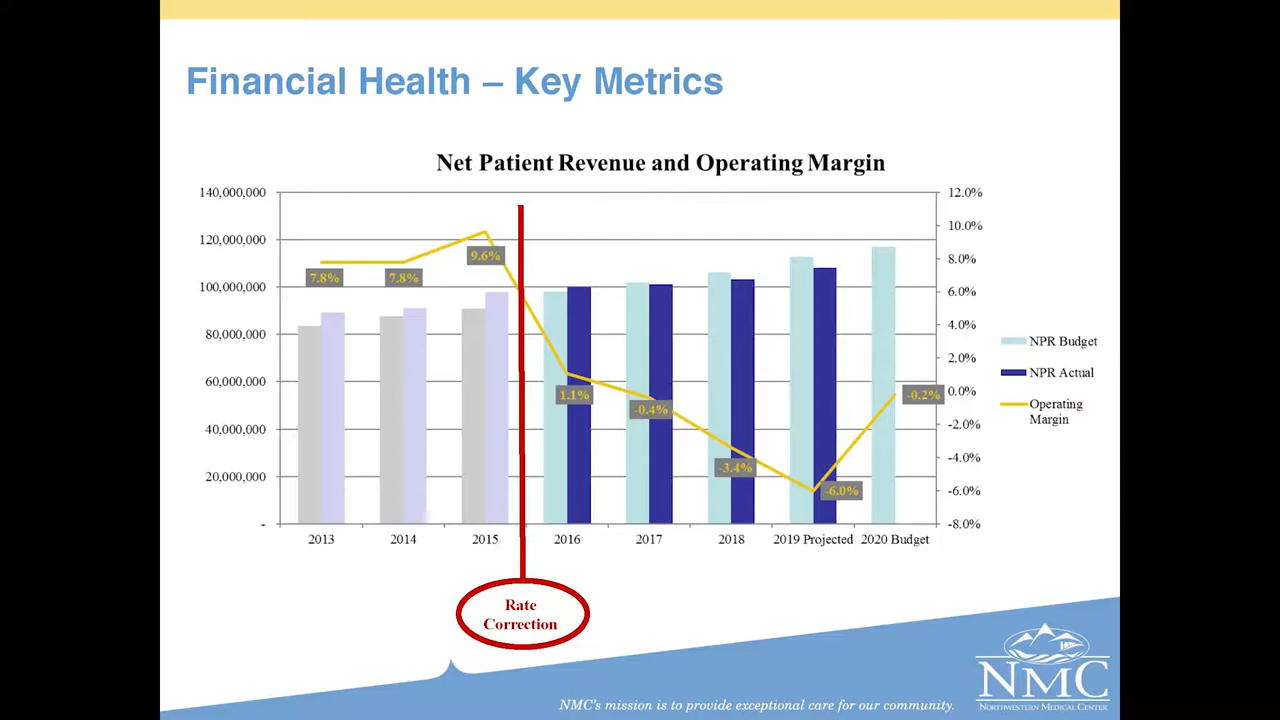 Financial Health – Key Metrics
Net Patient Revenue and Operating Margin
140,000,000
120,000,000
100,000,000
80,000,000
60,000,000
40,000,000
20,000,000
-
12.0%
10.0%
8.0%
6.0%
4.0%
2.0%
0.0%
-2.0%
-4.0%
-6.0%
-8.0%
7.8%
7.8%
9.6%
1.1%
-0.4%
-3.4%
-6.0%
-0.2%
2013
2014
2015
2016
2017
2018
2019 Projected
2020 Budget
NPR Budget
NPR Actual
Operating
Margin
Rate
Correction
NMC's mission is to provide exceptional care for our community.
NMC
NORTHWESTERN MEDICAL CENTER